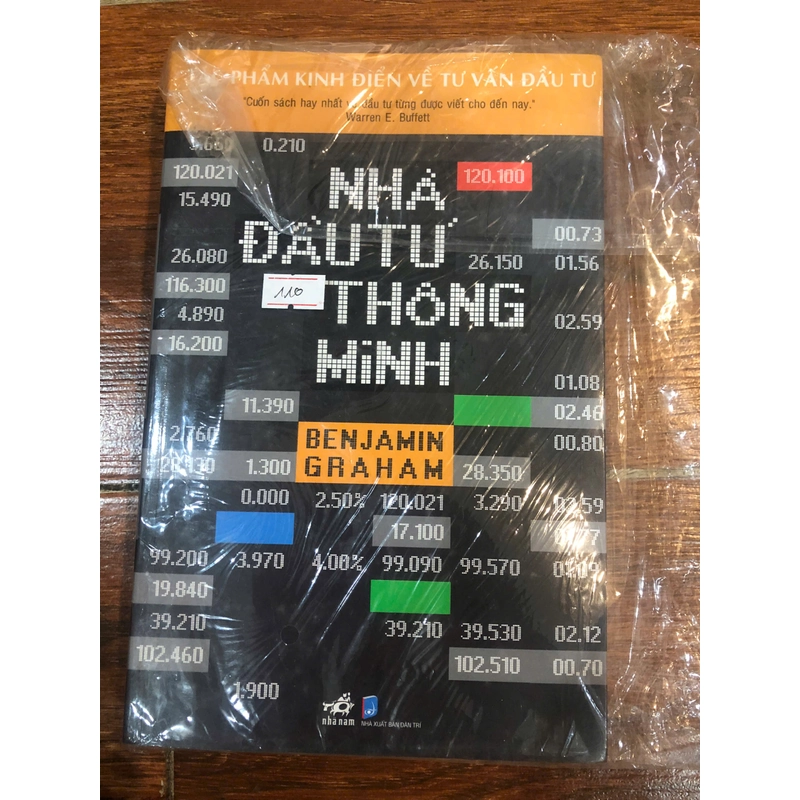 PHẨM KINH ĐIỂN VỀ TƯ VẤN ĐẦU TƯ
"Cuốn sách hay nhất về đầu tư từng được viết cho đến nay."
Warren E. Buffett
0.210
120.021 120.100
15.490
NHÀ
ĐẦU TƯ
THÔNG
MINH
00.73
26.080 26.150 01.56
116.300 110
4.890 02.59
16.200
01.08
11.390 02.46
2.760 BENJAMIN 00.80
1.300 GRAHAM 28.350
0.000 2.50% 120.021 3.290 03.59
17.100
99.200 3.970 4.00% 99.090 99.570
19.840
39.210 39.210 39.530 02.12
102.460 102.510 00.70
1.900
nhã nam NHÀ XUẤT BẢN DÂN TRÍ